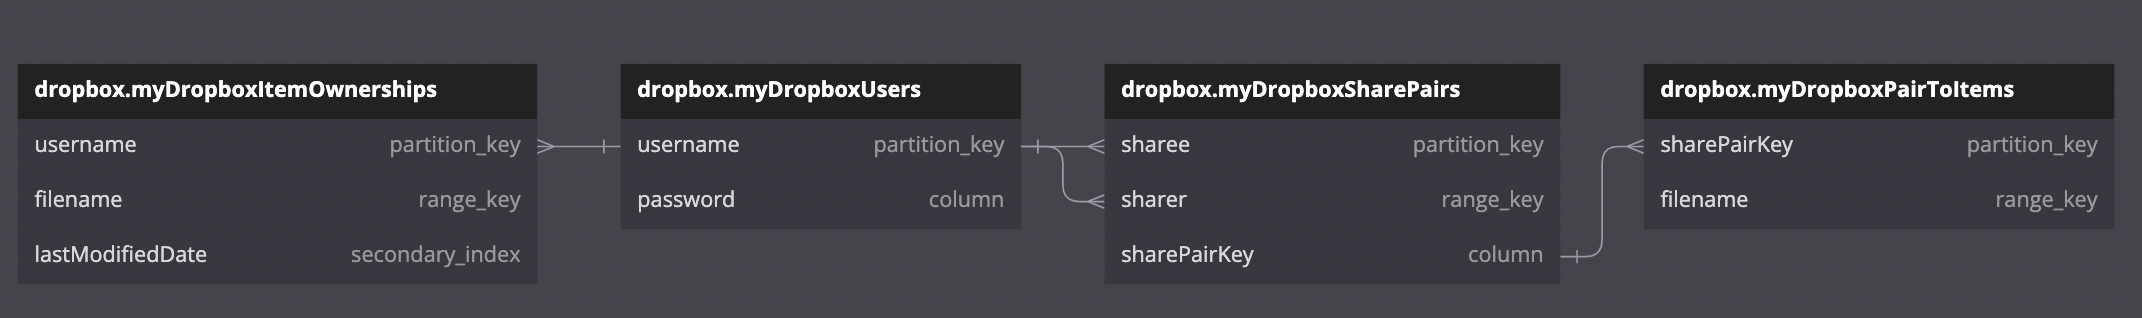 dropbox.myDropboxItemOwnerships
username partition_key
filename range_key
lastModifiedDate secondary_index
dropbox.myDropboxUsers
username partition_key
password column
dropbox.myDropboxSharePairs
sharee partition_key
sharer range_key
sharePairKey column
dropbox.myDropboxPairToItems
sharePairKey partition_key
filename range_key